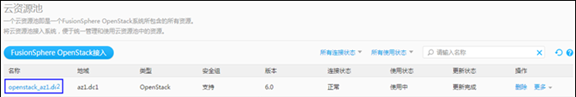 云资源池
一个云资源池即是一个FusionSphere OpenStack系统所包含的所有资源。
将云资源池接入系统，便于统一管理和使用云资源池中的资源。
FusionSphere OpenStack接入 所有连接状态 所有使用状态 请输入名称
名称 地域 类型 安全组 版本 连接状态 使用状态 更新状态 操作
openstack_az1.dc2 az1.dc1 OpenStack 支持 6.0 正常 使用中 更新完成 删除 更多